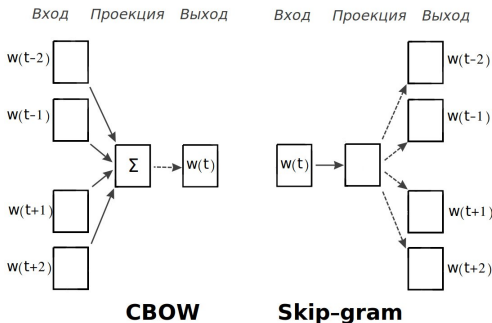 Вход Проекция Выход
w(t-2)
w(t-1)
Σ
w(t)
w(t+1)
w(t+2)
CBOW
Вход Проекция Выход
w(t-2)
w(t-1)
w(t)
w(t+1)
w(t+2)
Skip-gram